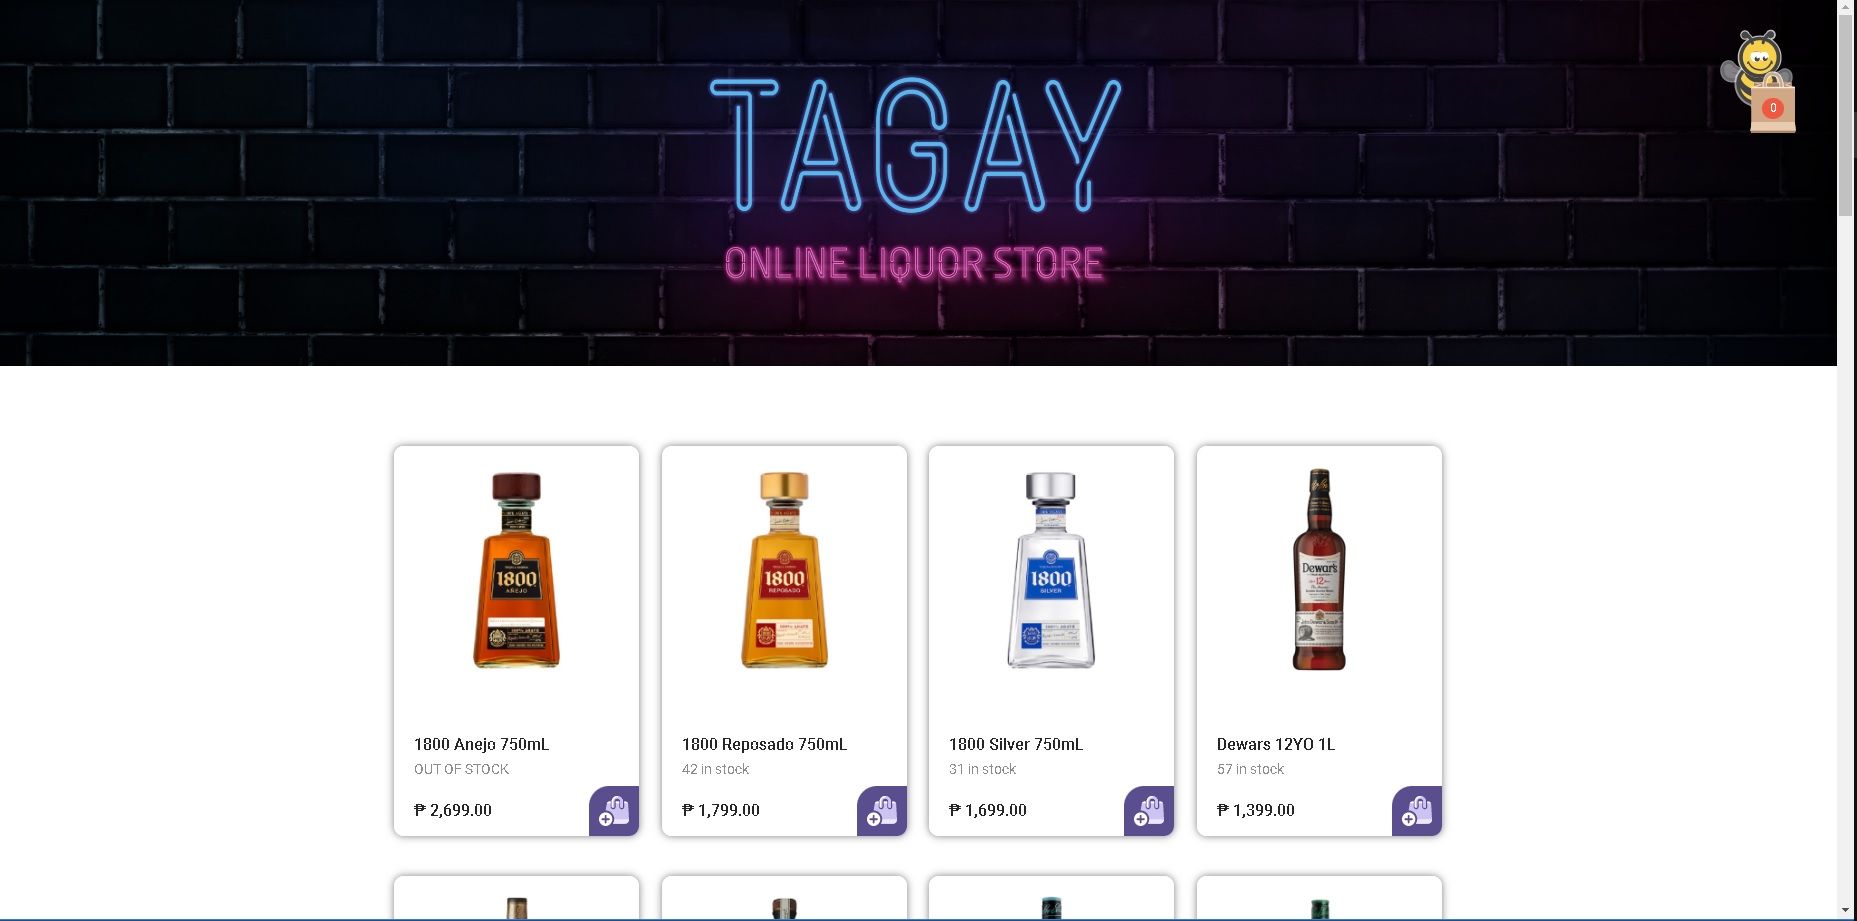 TAGAY
ONLINE LIQUOR STORE
0
1800
AÑEJO
1800
REPOSADO
1800
SILVER
Dewar's
12
1800 Anejo 750mL
OUT OF STOCK
₱ 2,699.00
1800 Reposado 750mL
42 in stock
₱ 1,799.00
1800 Silver 750mL
31 in stock
₱ 1,699.00
Dewars 12YO 1L
57 in stock
₱ 1,399.00